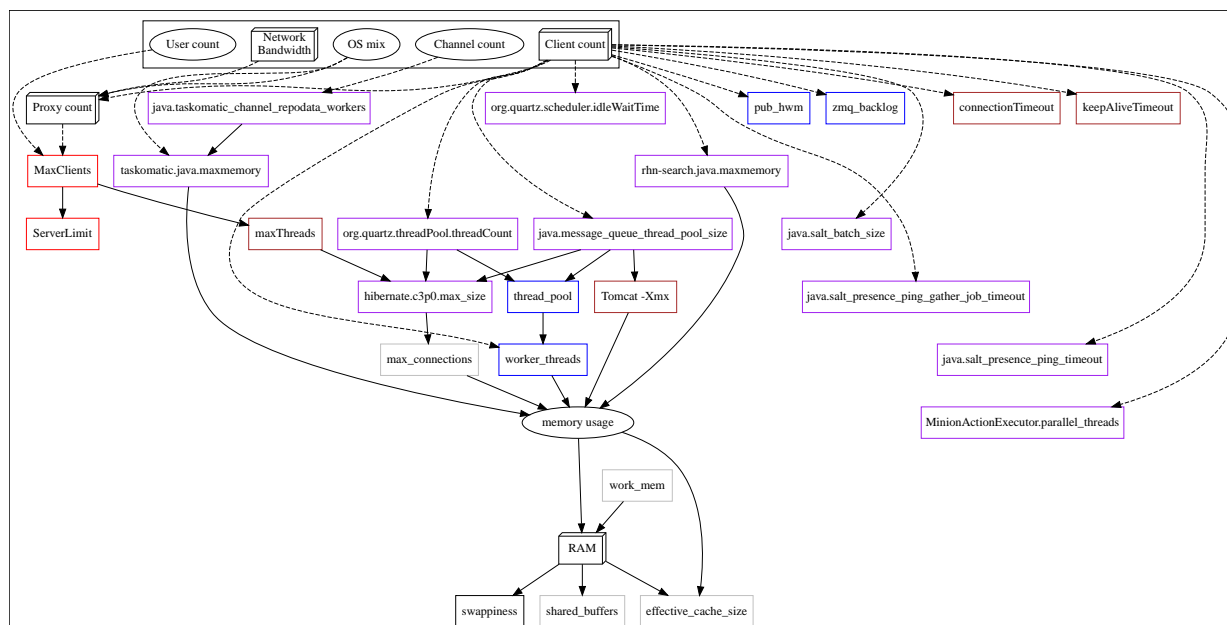 User count
Network
Bandwidth
OS mix
Channel count
Client count
Proxy count
java.taskomatic_channel_repodata_workers
org.quartz.scheduler.idleWaitTime
pub_hwm
zmq_backlog
connectionTimeout
keepAliveTimeout
MaxClients
taskomatic.java.maxmemory
rhn-search.java.maxmemory
ServerLimit
maxThreads
org.quartz.threadPool.threadCount
java.message_queue_thread_pool_size
java.salt_batch_size
hibernate.c3p0.max_size
thread_pool
Tomcat -Xmx
java.salt_presence_ping_gather_job_timeout
max_connections
worker_threads
java.salt_presence_ping_timeout
memory usage
MinionActionExecutor.parallel_threads
work_mem
RAM
swappiness
shared_buffers
effective_cache_size